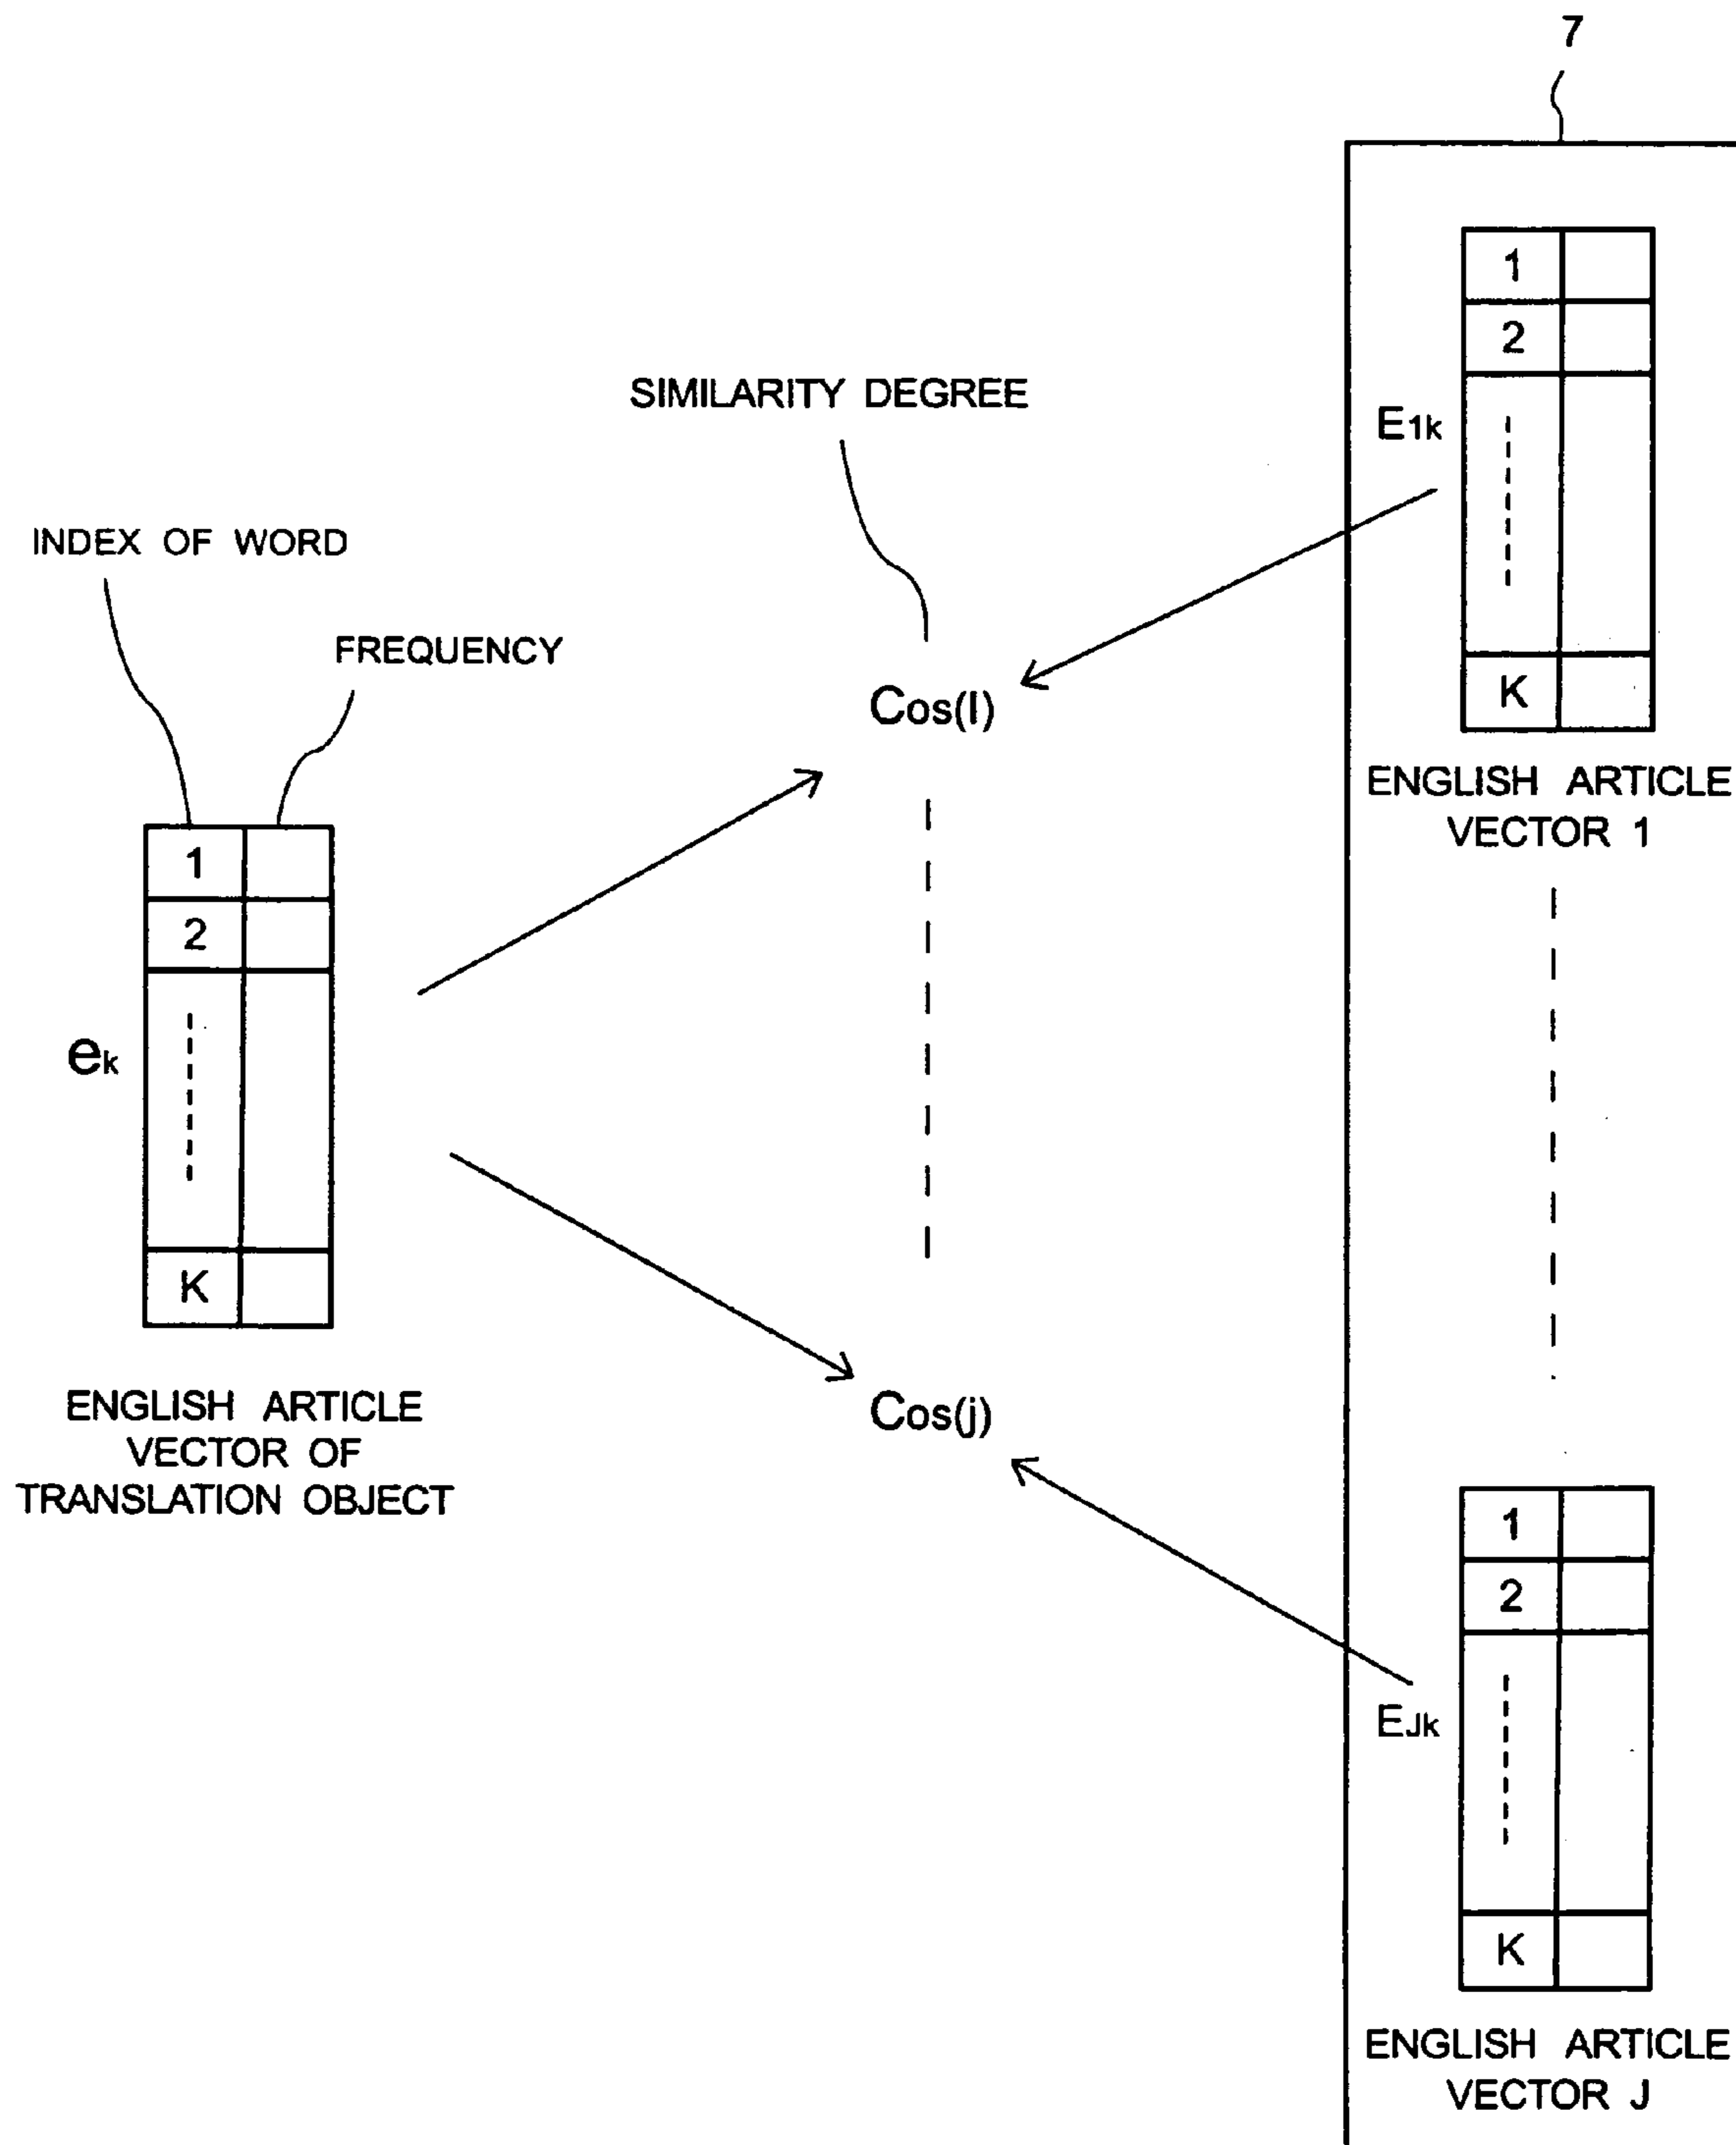 7
1
2
SIMILARITY DEGREE
E1k
INDEX OF WORD
FREQUENCY
K
Cos(l)
ENGLISH ARTICLE
VECTOR 1
1
2
ek
K
ENGLISH ARTICLE
VECTOR OF
TRANSLATION OBJECT
Cos(j)
1
2
EJk
K
ENGLISH ARTICLE
VECTOR J